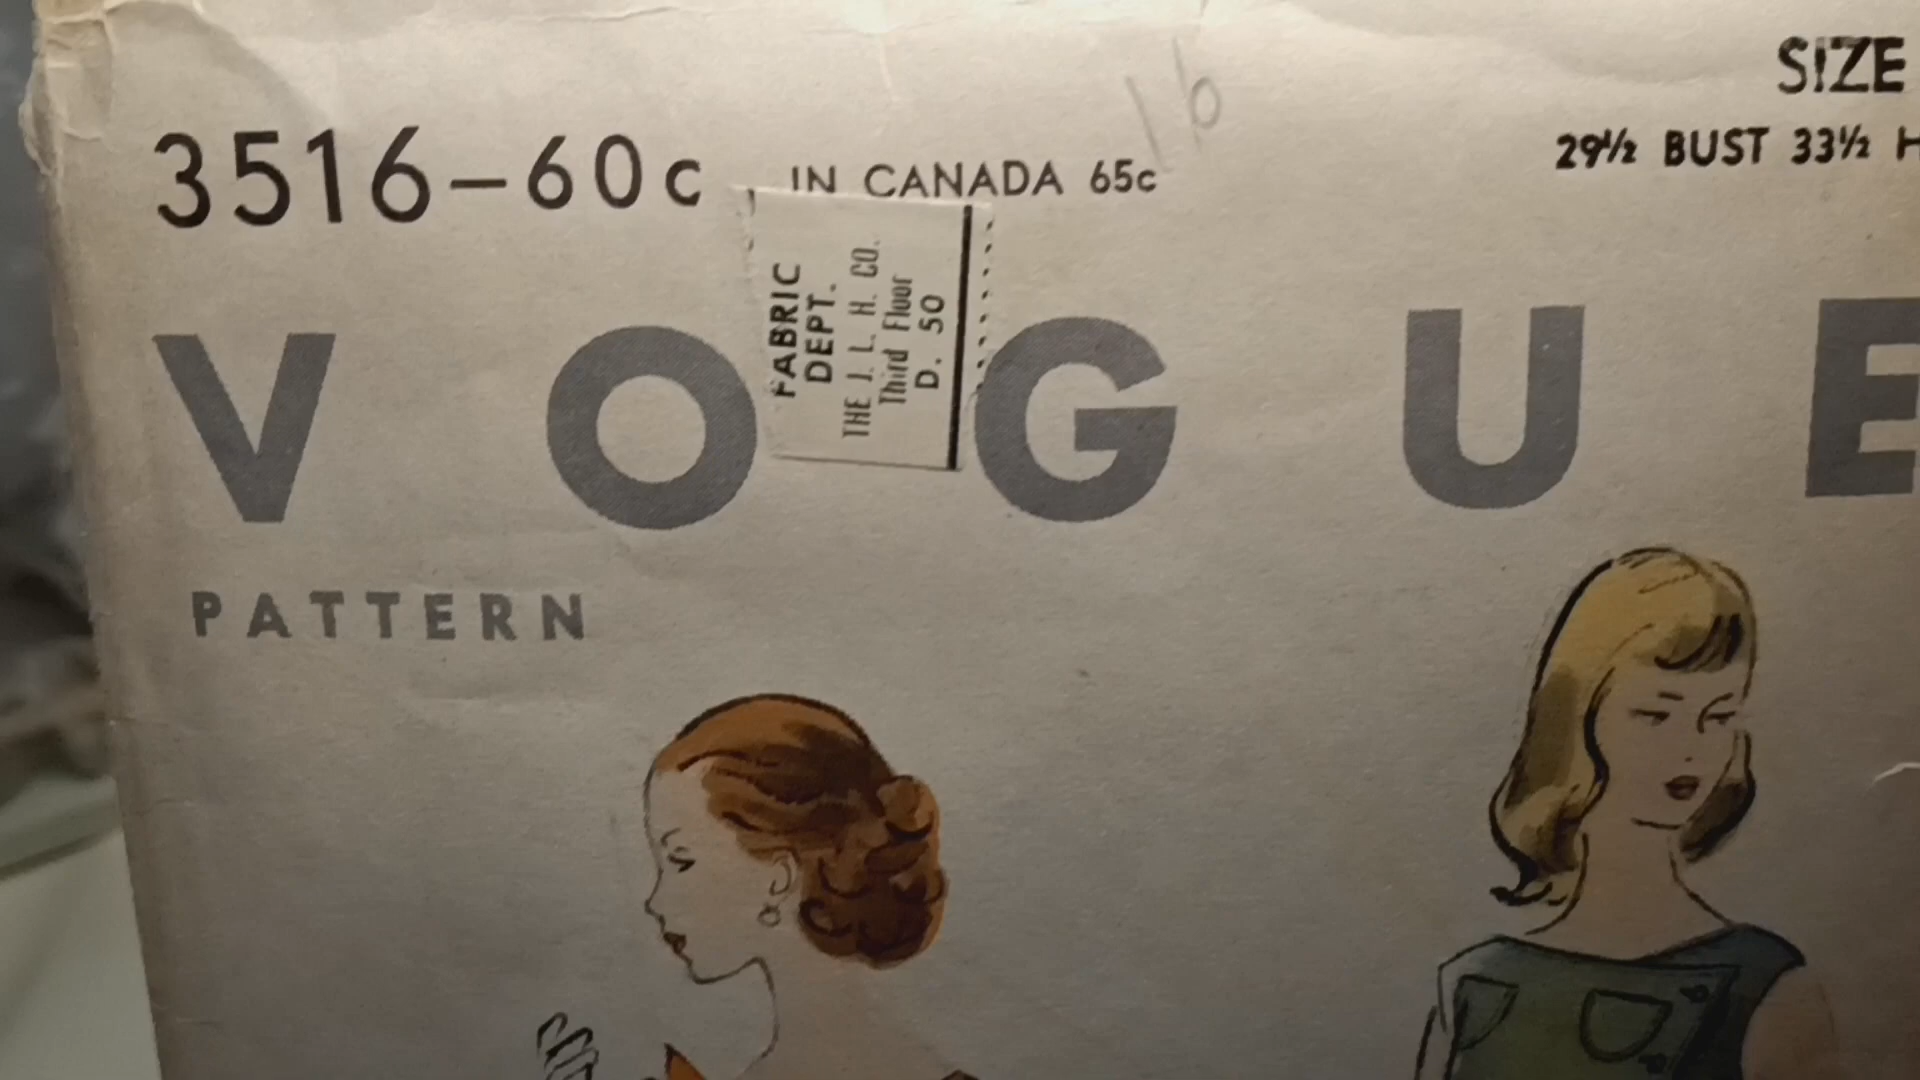 3516-60c IN CANADA 65c
16
SIZE
29½ BUST 33½ H
VOGUE
PATTERN
FABRIC
DEPT.
THE J. L. H. CO.
Third Floor
D. 50